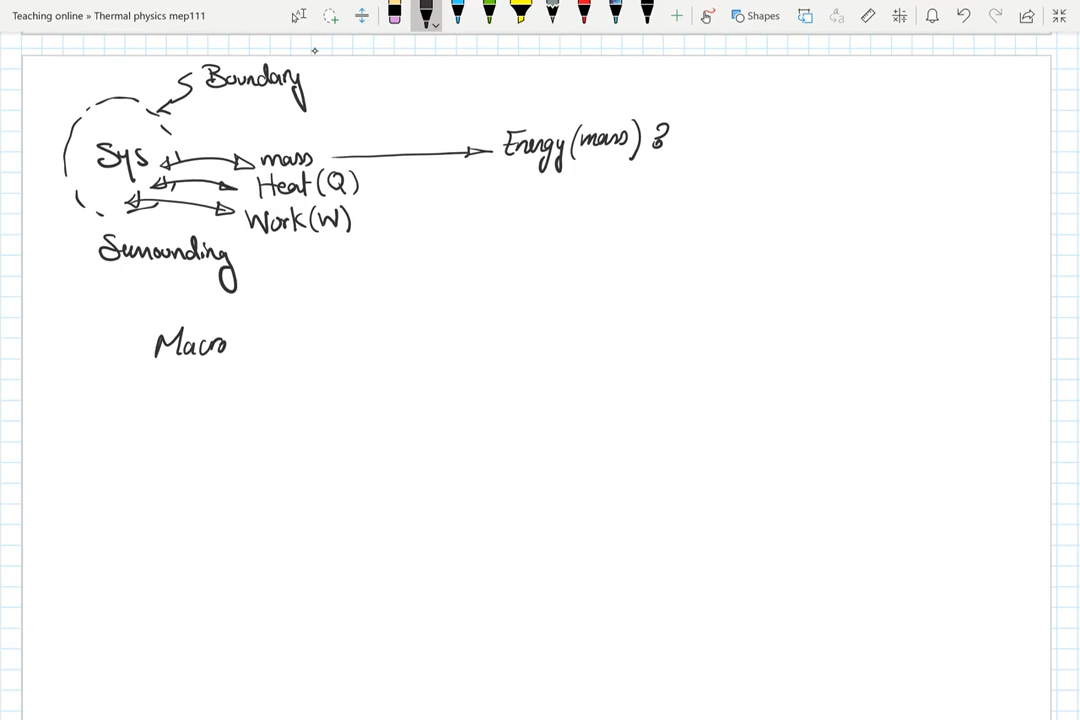 Teaching online » Thermal physics mep111
Shapes
Boundary
Sys
mass
Energy (mass) ?
Heat (Q)
Work (W)
Surrounding
Macro